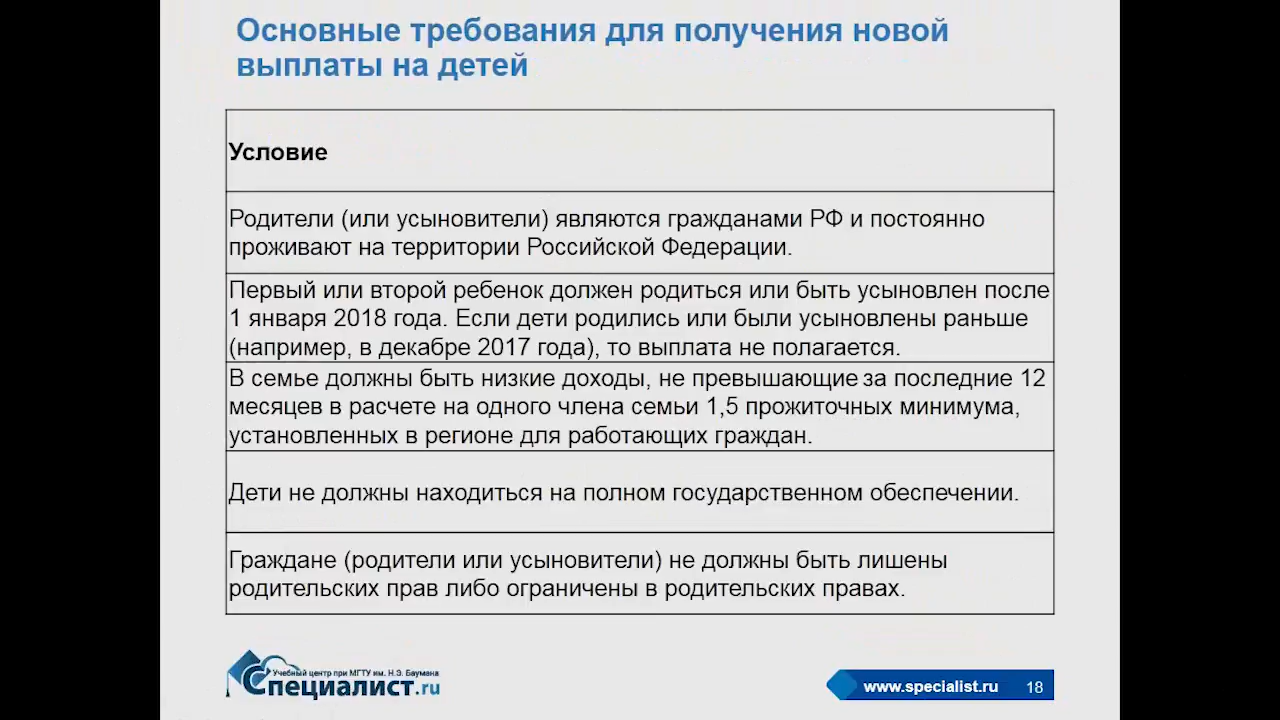 Основные требования для получения новой
выплаты на детей
Условие
Родители (или усыновители) являются гражданами РФ и постоянно
проживают на территории Российской Федерации.
Первый или второй ребенок должен родиться или быть усыновлен после
1 января 2018 года. Если дети родились или были усыновлены раньше
(например, в декабре 2017 года), то выплата не полагается.
В семье должны быть низкие доходы, не превышающие за последние 12
месяцев в расчете на одного члена семьи 1,5 прожиточных минимума,
установленных в регионе для работающих граждан.
Дети не должны находиться на полном государственном обеспечении.
Граждане (родители или усыновители) не должны быть лишены
родительских прав либо ограничены в родительских правах.
Учебный центр при МГТУ им. Н.Э. Баумана
Специалист.ru
www.specialist.ru 18